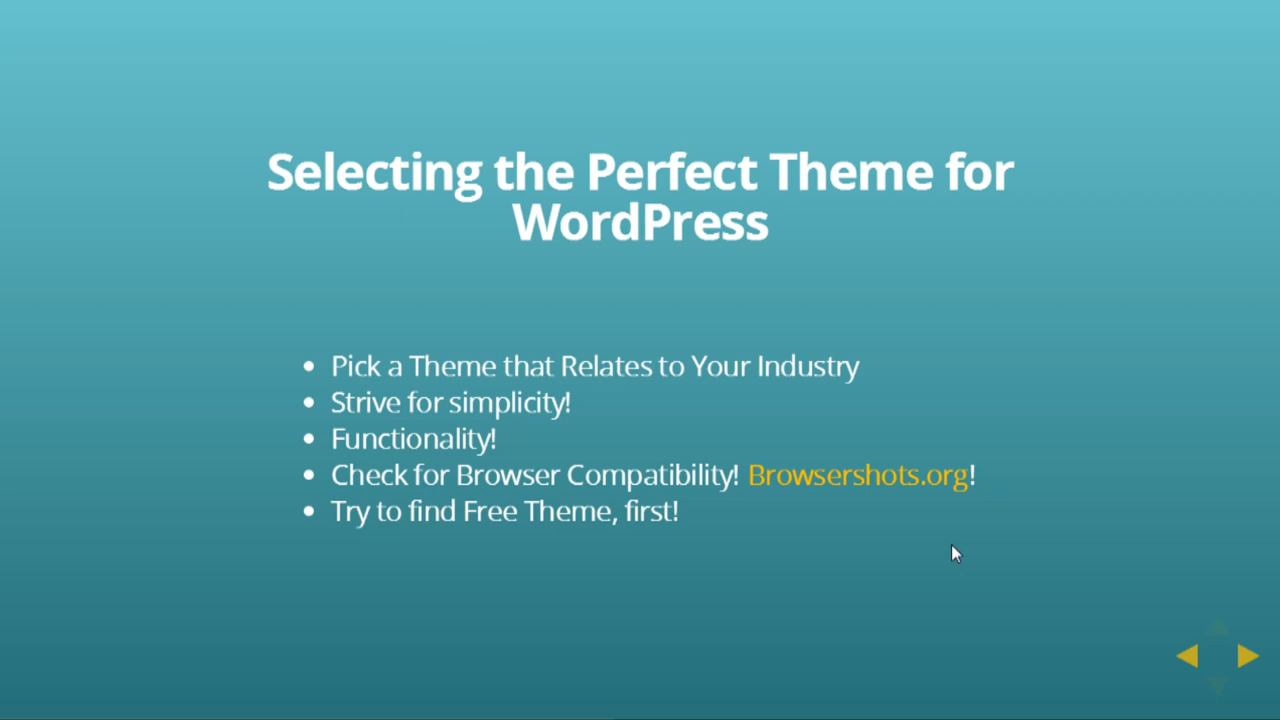 Selecting the Perfect Theme for
WordPress
• Pick a Theme that Relates to Your Industry
• Strive for simplicity!
• Functionality!
• Check for Browser Compatibility! Browsershots.org!
• Try to find Free Theme, first!